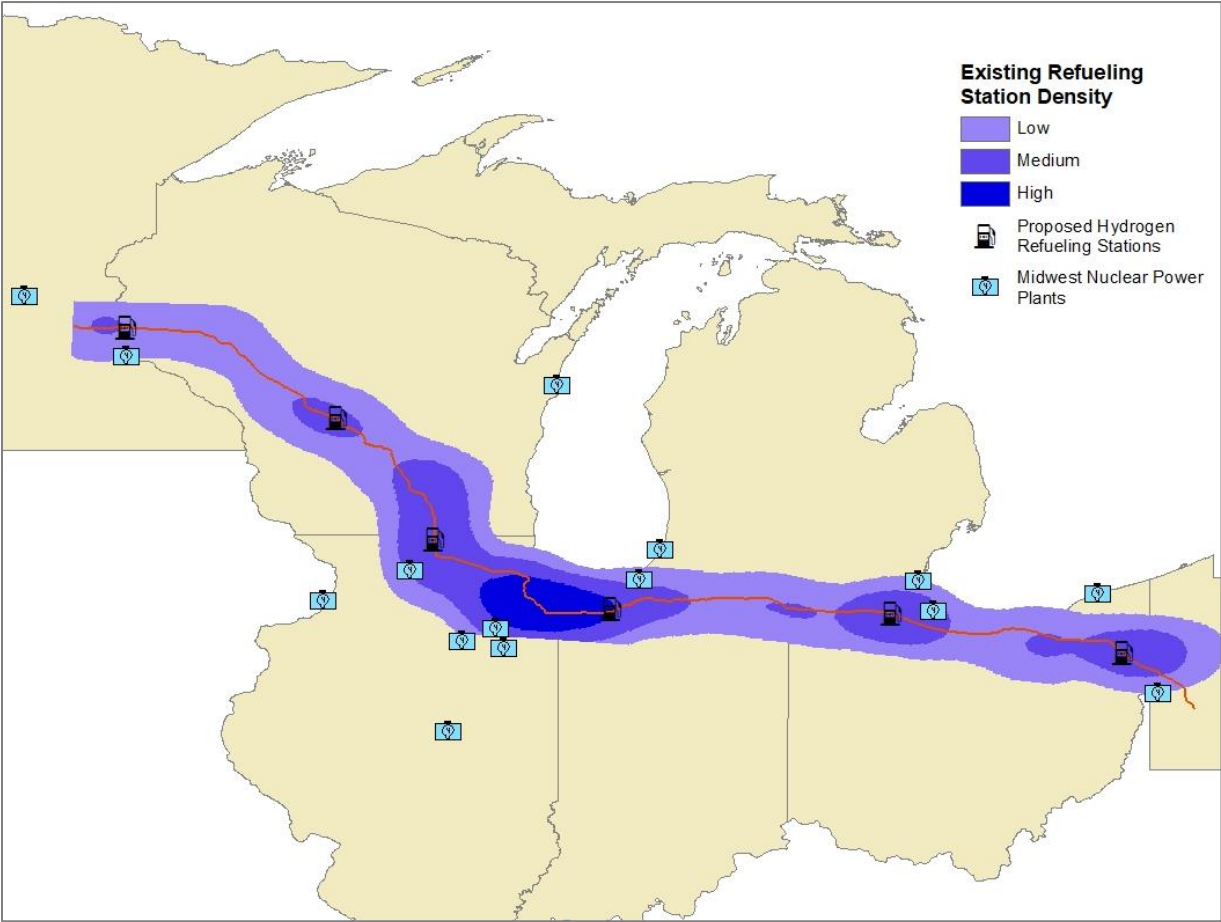 Existing Refueling
Station Density
Low
Medium
High
Proposed Hydrogen
Refueling Stations
Midwest Nuclear Power
Plants